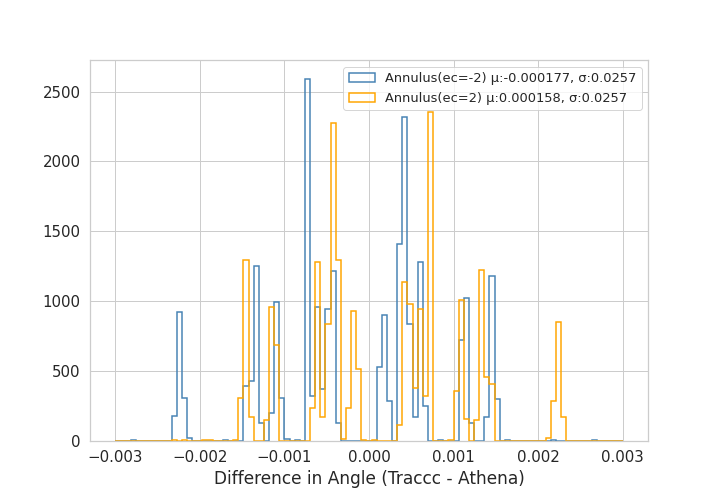 Annulus(ec=-2) μ:-0.000177, σ:0.0257
Annulus(ec=2) μ:0.000158, σ:0.0257
2500
2000
1500
1000
500
0
−0.003 −0.002 −0.001 0.000 0.001 0.002 0.003
Difference in Angle (Traccc - Athena)